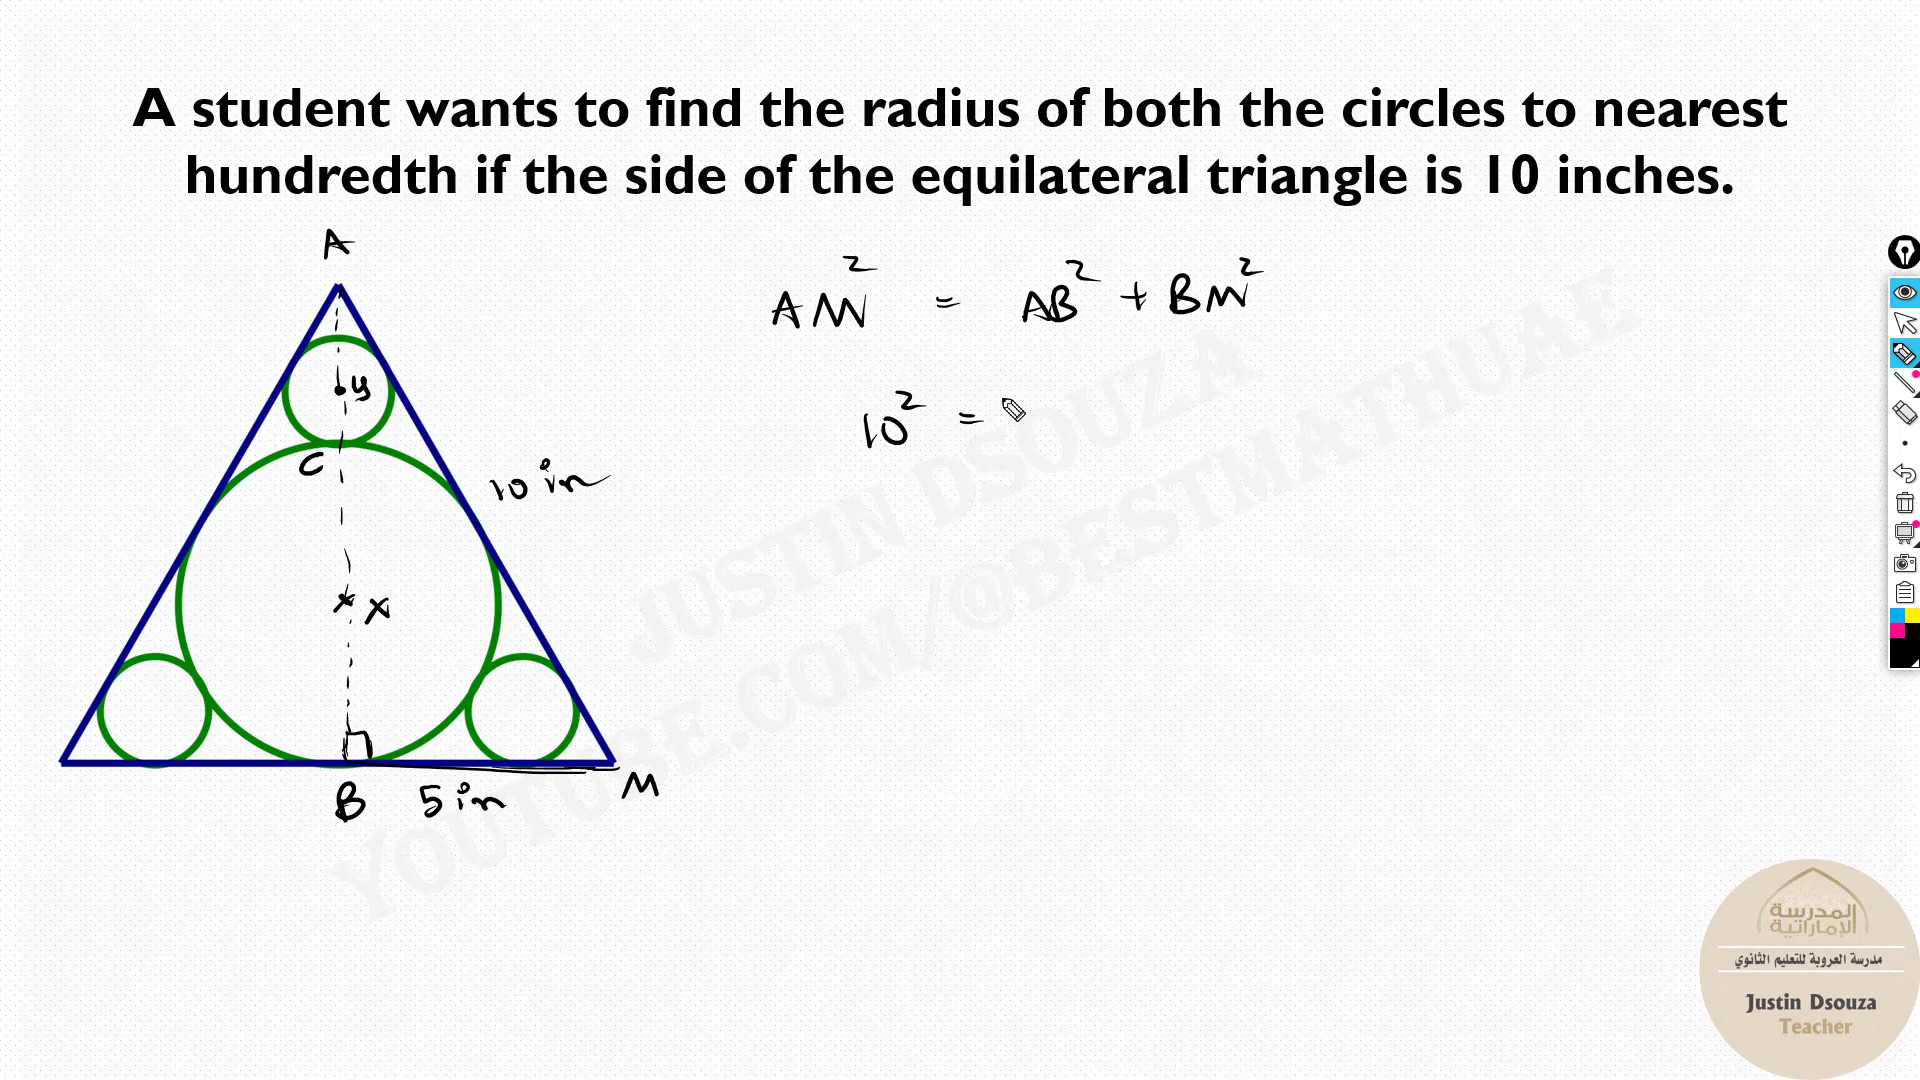 A student wants to find the radius of both the circles to nearest
hundredth if the side of the equilateral triangle is 10 inches.
A
AM² = AB² + BM²
y
10² =
C
10 in
x
B 5 in M
JUSTIN DSOUZA
YOUTUBE.COM/@BESTMATHUAE
المدرسة
الإماراتية
مدرسة العروبة للتعليم الثانوي
Justin Dsouza
Teacher